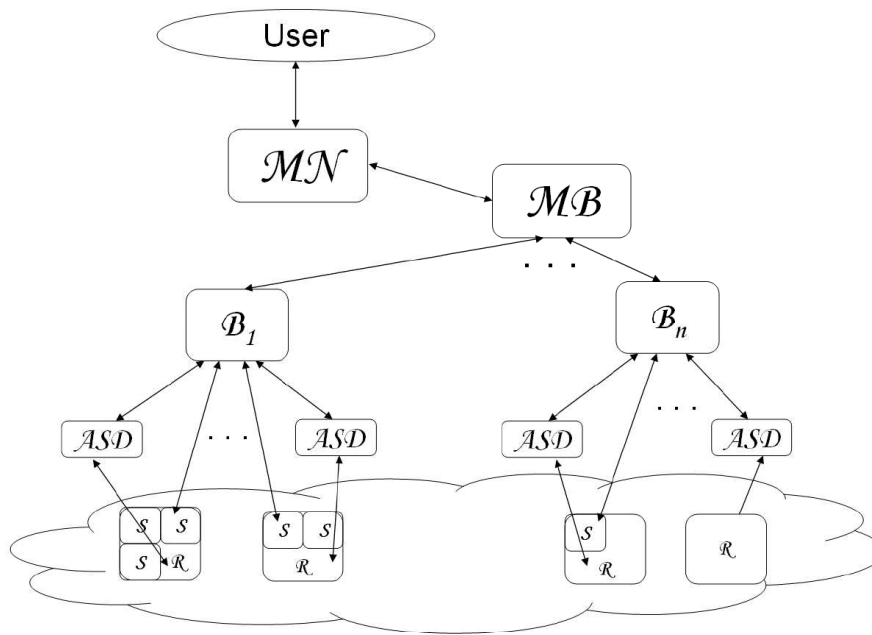 User
MN
MB
. . .
B1
Bn
. . .
ASD
. . .
ASD
ASD
ASD
S S
S R
S S
R
S
R
R